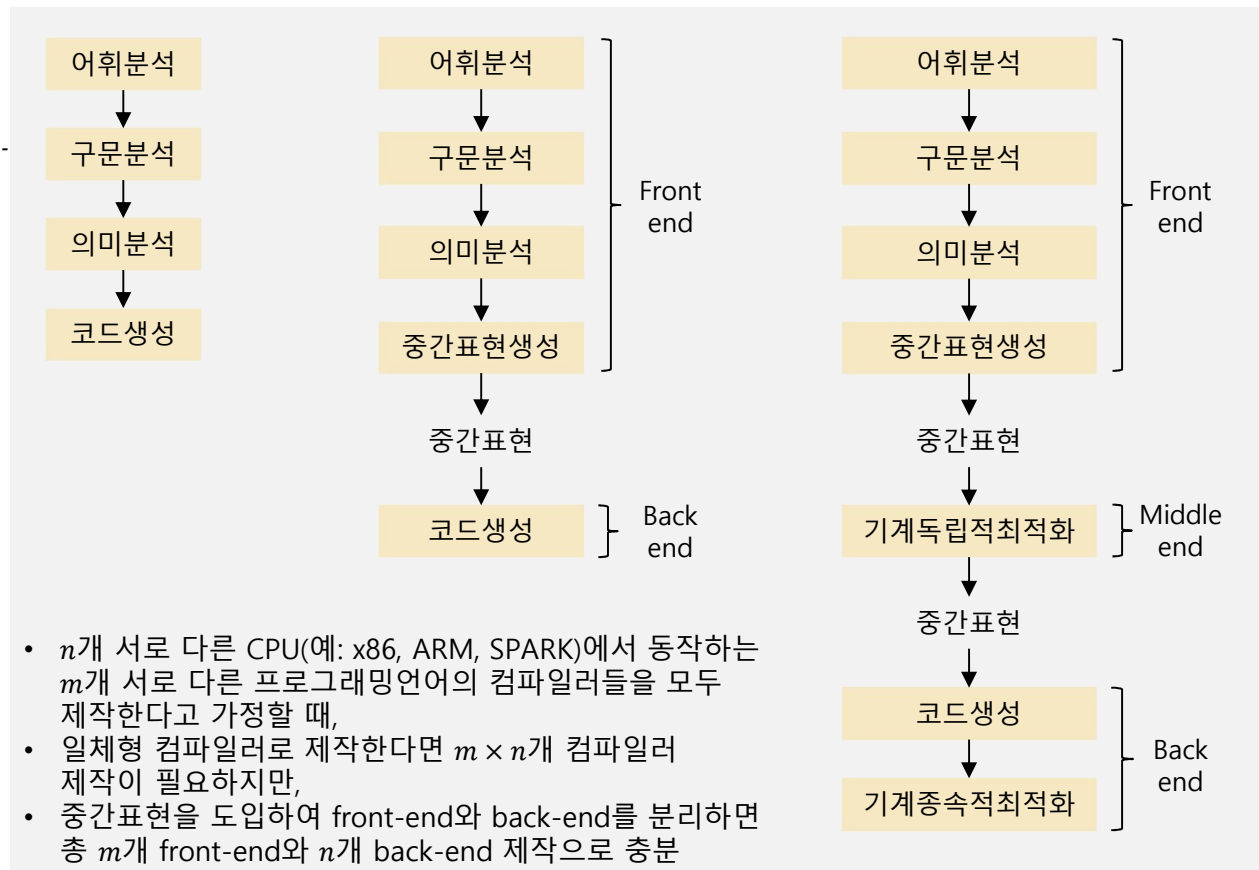 어휘분석
구문분석
의미분석
코드생성
어휘분석
구문분석
의미분석
중간표현생성
Front
end
중간표현
코드생성
Back
end
어휘분석
구문분석
의미분석
중간표현생성
Front
end
중간표현
기계독립적최적화
Middle
end
중간표현
코드생성
기계종속적최적화
Back
end
• n개 서로 다른 CPU(예: x86, ARM, SPARK)에서 동작하는
m개 서로 다른 프로그래밍언어의 컴파일러들을 모두
제작한다고 가정할 때,
• 일체형 컴파일러로 제작한다면 m × n개 컴파일러
제작이 필요하지만,
• 중간표현을 도입하여 front-end와 back-end를 분리하면
총 m개 front-end와 n개 back-end 제작으로 충분